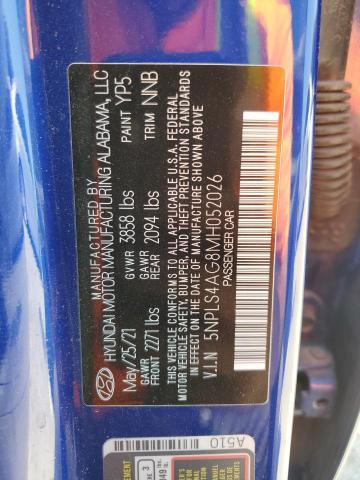 MANUFACTURED BY
HYUNDAI MOTOR MANUFACTURING ALABAMA, LLC
May/25/21 GVWR 3858 lbs PAINT YP5
GAWR FRONT 2271 lbs GAWR REAR 2094 lbs TRIM NNB
THIS VEHICLE CONFORMS TO ALL APPLICABLE U.S.A. FEDERAL
MOTOR VEHICLE SAFETY, BUMPER, AND THEFT PREVENTION STANDARDS
IN EFFECT ON THE DATE OF MANUFACTURE SHOWN ABOVE
V.I.N 5NPLS4AG8MH052026
PASSENGER CAR
A510